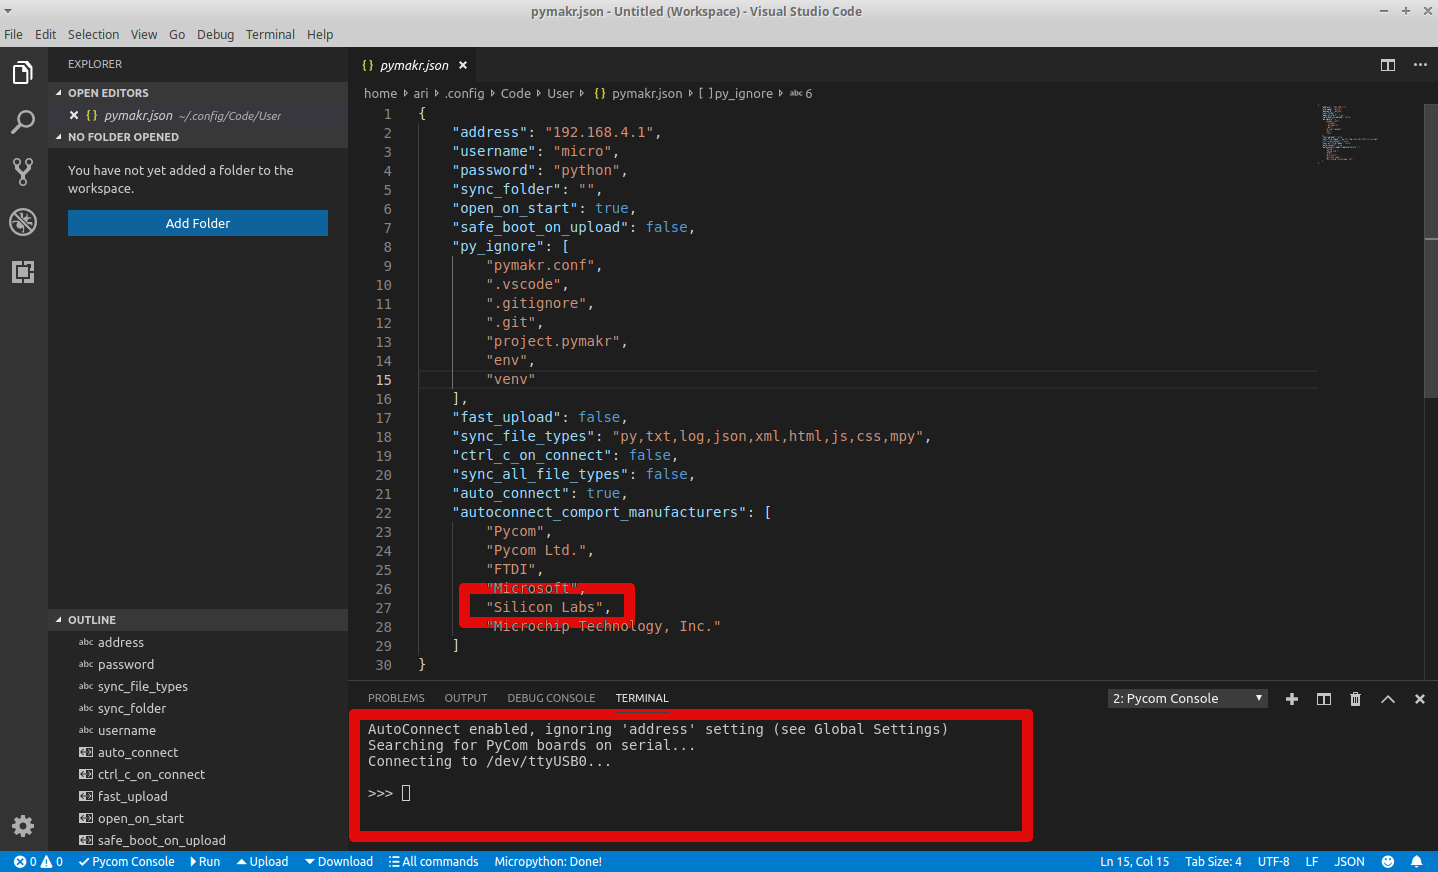 pymakr.json - Untitled (Workspace) - Visual Studio Code
File Edit Selection View Go Debug Terminal Help
EXPLORER
OPEN EDITORS
pymakr.json ~/.config/Code/User
NO FOLDER OPENED
You have not yet added a folder to the
workspace.
Add Folder
OUTLINE
abc address
abc password
abc sync_file_types
abc sync_folder
abc username
auto_connect
ctrl_c_on_connect
fast_upload
open_on_start
safe_boot_on_upload
{} pymakr.json ×
home ▸ ari ▸ .config ▸ Code ▸ User ▸ {} pymakr.json ▸ [ ] py_ignore ▸ abc 6
1 {
2 "address": "192.168.4.1",
3 "username": "micro",
4 "password": "python",
5 "sync_folder": "",
6 "open_on_start": true,
7 "safe_boot_on_upload": false,
8 "py_ignore": [
9 "pymakr.conf",
10 ".vscode",
11 ".gitignore",
12 ".git",
13 "project.pymakr",
14 "env",
15 "venv"
16 ],
17 "fast_upload": false,
18 "sync_file_types": "py,txt,log,json,xml,html,js,css,mpy",
19 "ctrl_c_on_connect": false,
20 "sync_all_file_types": false,
21 "auto_connect": true,
22 "autoconnect_comport_manufacturers": [
23 "Pycom",
24 "Pycom Ltd.",
25 "FTDI",
26 "Microsoft",
27 "Silicon Labs",
28 "Microchip Technology, Inc."
29 ]
30 }
PROBLEMS OUTPUT DEBUG CONSOLE TERMINAL 2: Pycom Console
AutoConnect enabled, ignoring 'address' setting (see Global Settings)
Searching for PyCom boards on serial...
Connecting to /dev/ttyUSB0...
>>>
0 0 Pycom Console Run Upload Download All commands Micropython: Done! Ln 15, Col 15 Tab Size: 4 UTF-8 LF JSON